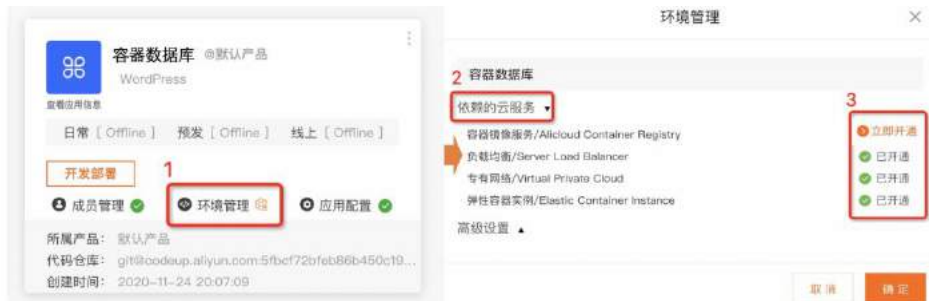 容器数据库 @默认产品
WordPress
查看应用信息
日常 [ Offline ] 预发 [ Offline ] 线上 [ Offline ]
开发部署
1
成员管理 环境管理 应用配置
所属产品： 默认产品
代码仓库： git@codeup.aliyun.com:5fbcf72bfeb86b450c19...
创建时间： 2020-11-24 20:07:09
环境管理
2 容器数据库
依赖的云服务
3
容器镜像服务/Alicloud Container Registry 立即开通
负载均衡/Server Load Balancer 已开通
专有网络/Virtual Private Cloud 已开通
弹性容器实例/Elastic Container Instance 已开通
高级设置
取消 确定